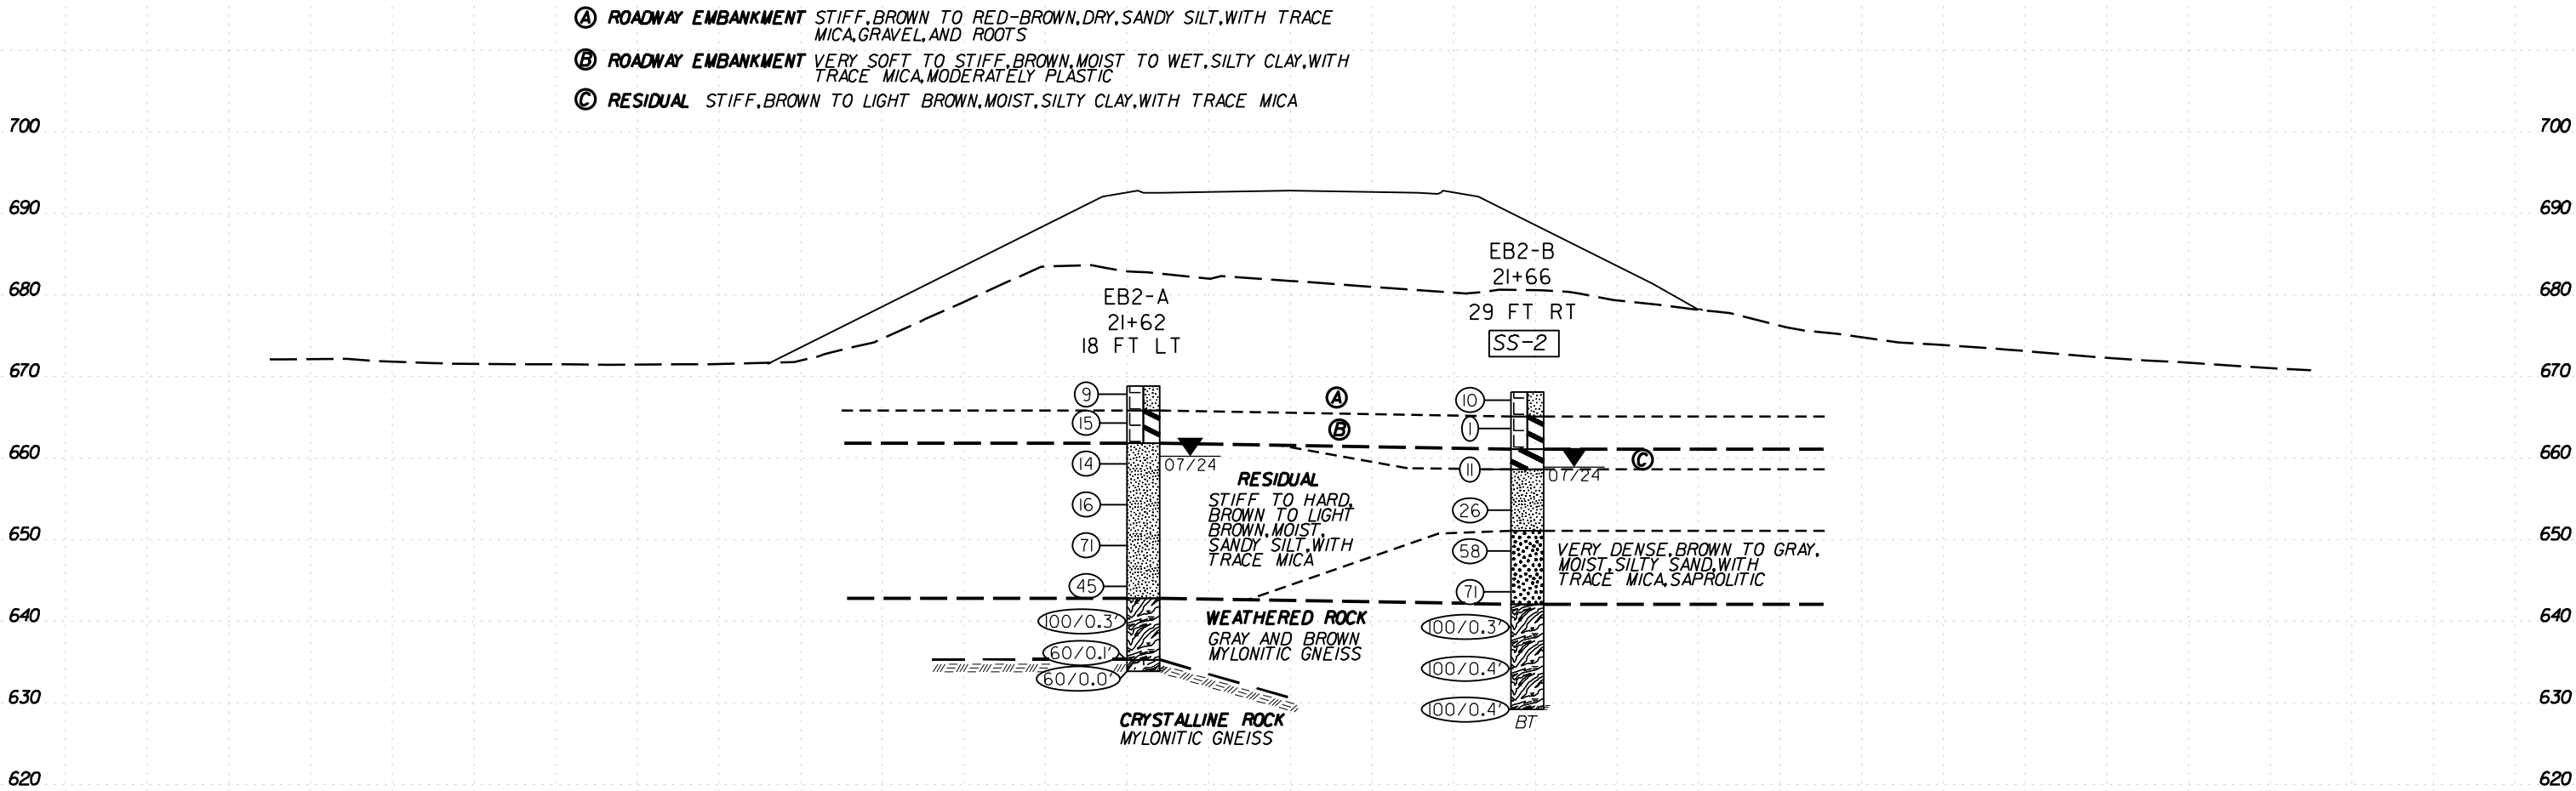 Ⓐ ROADWAY EMBANKMENT STIFF,BROWN TO RED-BROWN,DRY,SANDY SILT,WITH TRACE
MICA,GRAVEL,AND ROOTS
Ⓑ ROADWAY EMBANKMENT VERY SOFT TO STIFF,BROWN,MOIST TO WET,SILTY CLAY,WITH
TRACE MICA,MODERATELY PLASTIC
Ⓒ RESIDUAL STIFF,BROWN TO LIGHT BROWN,MOIST,SILTY CLAY,WITH TRACE MICA
700 700
690 690
680 680
670 670
660 660
650 650
640 640
630 630
620 620
EB2-A
21+62
18 FT LT
9
15
14
16
71
45
100/0.3'
60/0.1'
60/0.0'
07/24
Ⓐ
Ⓑ
RESIDUAL
STIFF TO HARD,
BROWN TO LIGHT
BROWN,MOIST,
SANDY SILT,WITH
TRACE MICA
WEATHERED ROCK
GRAY AND BROWN
MYLONITIC GNEISS
CRYSTALLINE ROCK
MYLONITIC GNEISS
EB2-B
21+66
29 FT RT
SS-2
10
1
11
26
58
71
100/0.3'
100/0.4'
100/0.4'
BT
07/24
Ⓒ
VERY DENSE,BROWN TO GRAY,
MOIST,SILTY SAND,WITH
TRACE MICA,SAPROLITIC